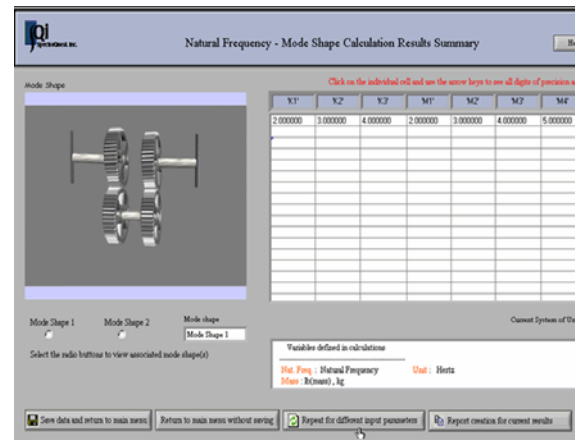 Qi
SpectraQuest, Inc.
Natural Frequency - Mode Shape Calculation Results Summary
He
Click on the individual cell and use the arrow keys to see all digits of precision a
Mode Shape
K1' K2' K3' M1' M2' M3' M4'
2.000000 3.000000 4.000000 2.000000 3.000000 4.000000 5.000000
Mode Shape 1 Mode Shape 2 Mode shape
Mode Shape 1
Current System of Un
Select the radio buttons to view associated mode shape(s)
Variables defined in calculations
Nat. Freq. : Natural Frequency Unit : Hertz
Mass : lb(mass) , kg
Save data and return to main menu Return to main menu without saving Repeat for different input parameters Report creation for current results